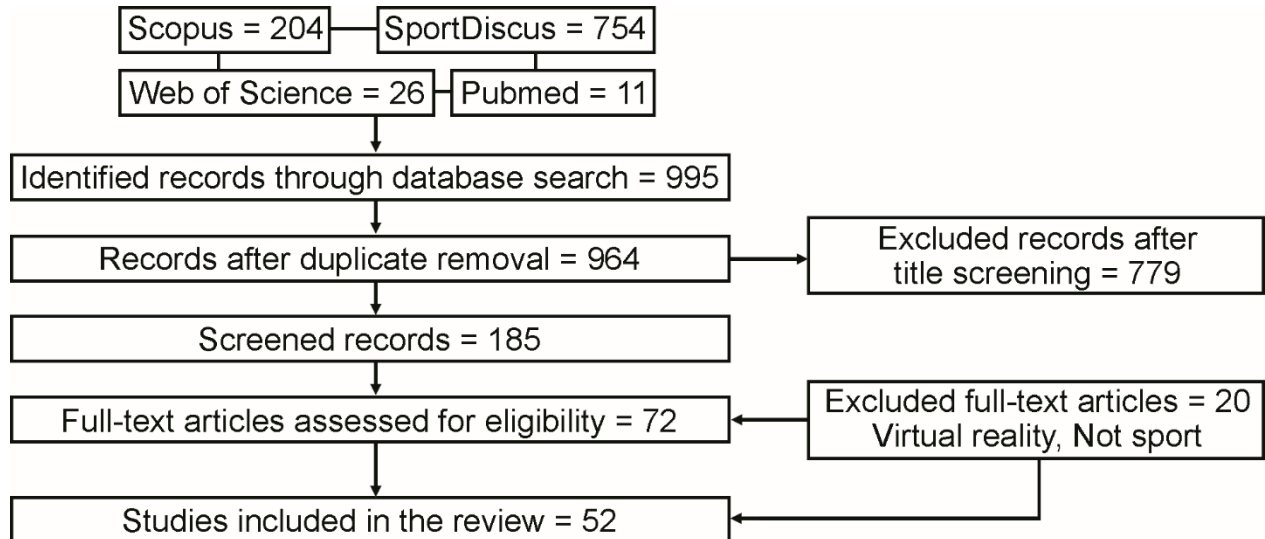 Scopus = 204
SportDiscus = 754
Web of Science = 26
Pubmed = 11
Identified records through database search = 995
Records after duplicate removal = 964
Excluded records after
title screening = 779
Screened records = 185
Full-text articles assessed for eligibility = 72
Excluded full-text articles = 20
Virtual reality, Not sport
Studies included in the review = 52